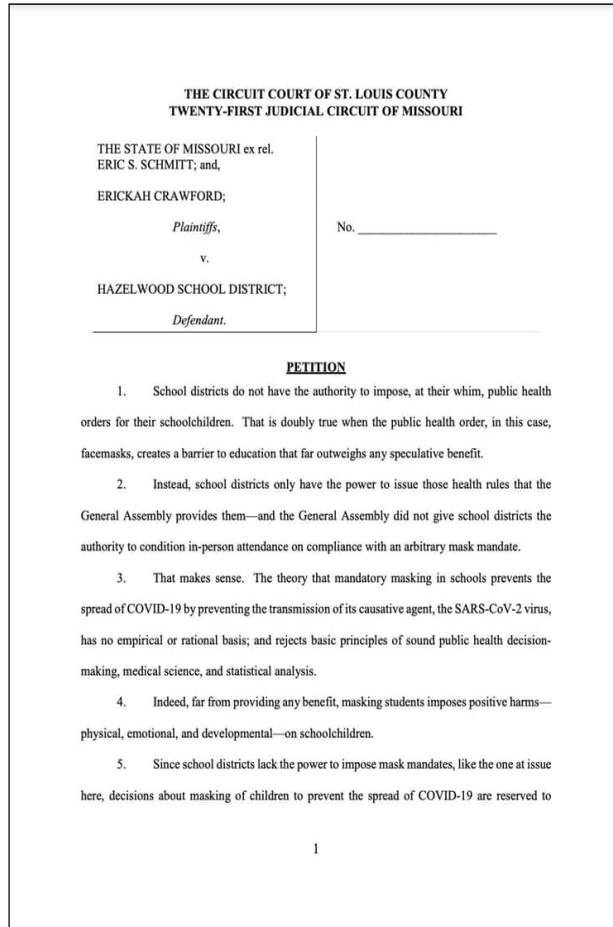 THE CIRCUIT COURT OF ST. LOUIS COUNTY
TWENTY-FIRST JUDICIAL CIRCUIT OF MISSOURI
THE STATE OF MISSOURI ex rel.
ERIC S. SCHMITT; and,
ERICKAH CRAWFORD;
Plaintiffs,
v.
HAZELWOOD SCHOOL DISTRICT;
Defendant.
No. ____________________
PETITION
1. School districts do not have the authority to impose, at their whim, public health
orders for their schoolchildren. That is doubly true when the public health order, in this case,
facemasks, creates a barrier to education that far outweighs any speculative benefit.
2. Instead, school districts only have the power to issue those health rules that the
General Assembly provides them—and the General Assembly did not give school districts the
authority to condition in-person attendance on compliance with an arbitrary mask mandate.
3. That makes sense. The theory that mandatory masking in schools prevents the
spread of COVID-19 by preventing the transmission of its causative agent, the SARS-CoV-2 virus,
has no empirical or rational basis; and rejects basic principles of sound public health decision-
making, medical science, and statistical analysis.
4. Indeed, far from providing any benefit, masking students imposes positive harms—
physical, emotional, and developmental—on schoolchildren.
5. Since school districts lack the power to impose mask mandates, like the one at issue
here, decisions about masking of children to prevent the spread of COVID-19 are reserved to
1